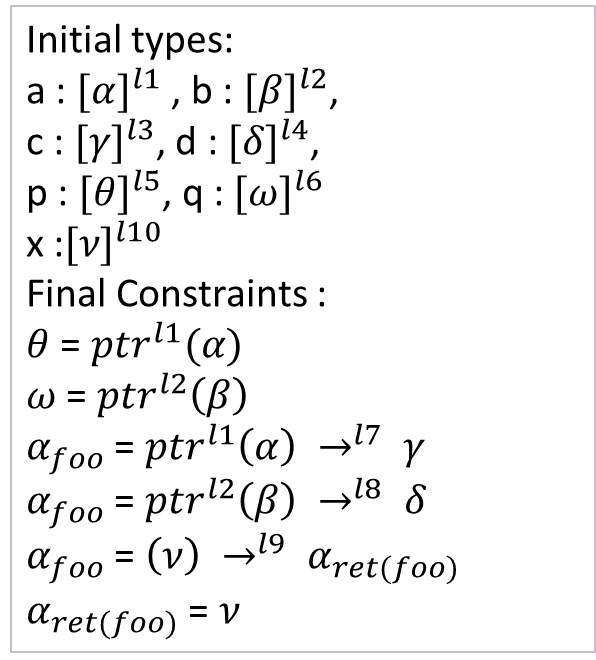 Initial types:
a : [α]^{l1} , b : [β]^{l2},
c : [γ]^{l3}, d : [δ]^{l4},
p : [θ]^{l5}, q : [ω]^{l6}
x :[ν]^{l10}
Final Constraints :
θ = ptr^{l1}(α)
ω = ptr^{l2}(β)
α_{foo} = ptr^{l1}(α) →^{l7} γ
α_{foo} = ptr^{l2}(β) →^{l8} δ
α_{foo} = (ν) →^{l9} α_{ret(foo)}
α_{ret(foo)} = ν